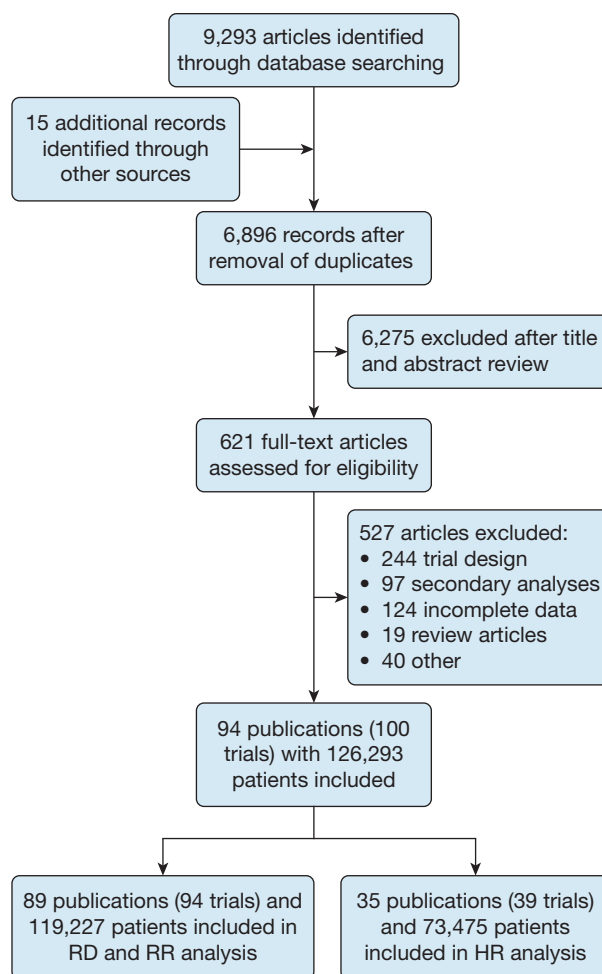 9,293 articles identified
through database searching
15 additional records
identified through
other sources
6,896 records after
removal of duplicates
6,275 excluded after title
and abstract review
621 full-text articles
assessed for eligibility
527 articles excluded:
• 244 trial design
• 97 secondary analyses
• 124 incomplete data
• 19 review articles
• 40 other
94 publications (100
trials) with 126,293
patients included
89 publications (94 trials) and
119,227 patients included in
RD and RR analysis
35 publications (39 trials)
and 73,475 patients
included in HR analysis